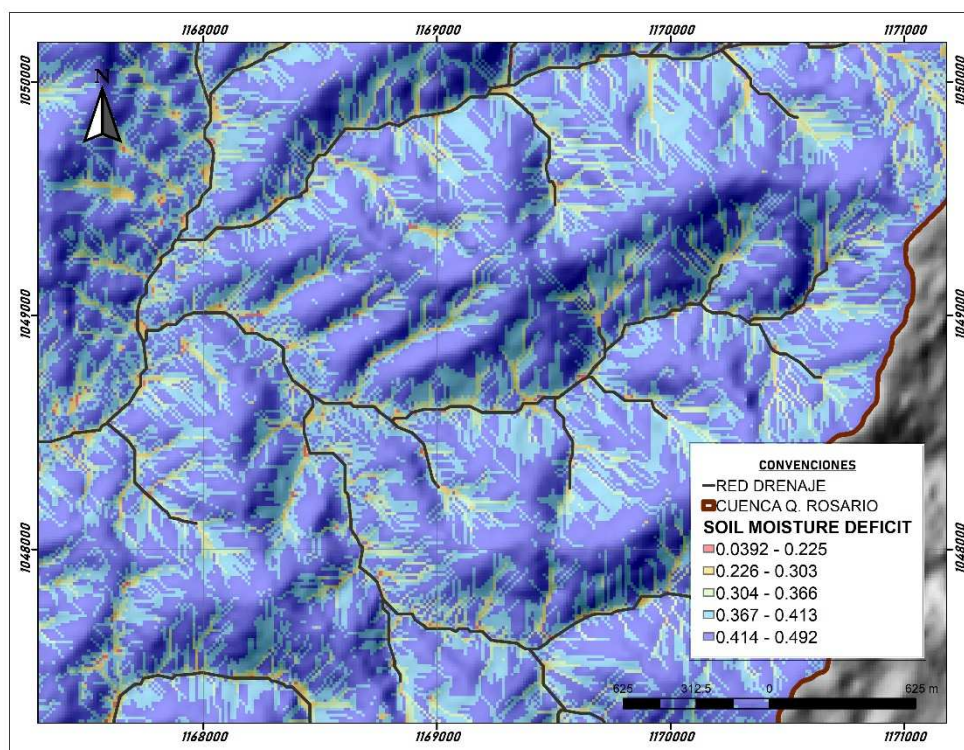 1168000 1169000 1170000 1171000
N
1050000 1050000
1049000 1049000
1048000 1048000
CONVENCIONES
RED DRENAJE
CUENCA Q. ROSARIO
SOIL MOISTURE DEFICIT
0.0392 - 0.225
0.226 - 0.303
0.304 - 0.366
0.367 - 0.413
0.414 - 0.492
625 312.5 0 625 m
1168000 1169000 1170000 1171000